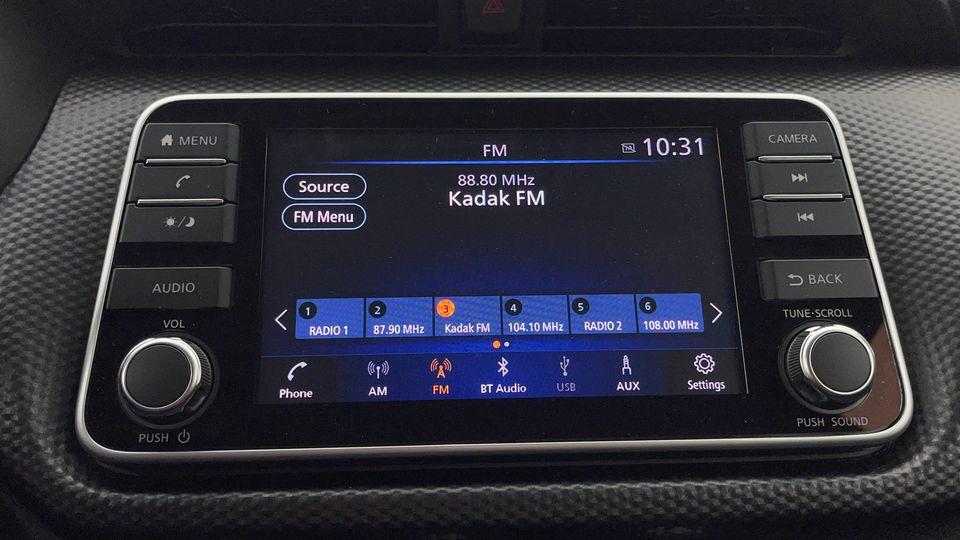 MENU
AUDIO
VOL
PUSH
FM
TA
10:31
Source
88.80 MHz
Kadak FM
FM Menu
1
RADIO 1
2
87.90 MHz
3
Kadak FM
4
104.10 MHz
5
RADIO 2
6
108.00 MHz
Phone
AM
FM
BT Audio
USB
AUX
Settings
CAMERA
BACK
TUNE·SCROLL
PUSH SOUND